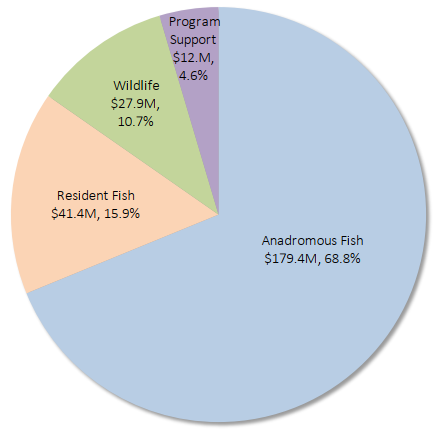 Program
Support
$12.M,
4.6%
Wildlife
$27.9M,
10.7%
Resident Fish
$41.4M, 15.9%
Anadromous Fish
$179.4M, 68.8%